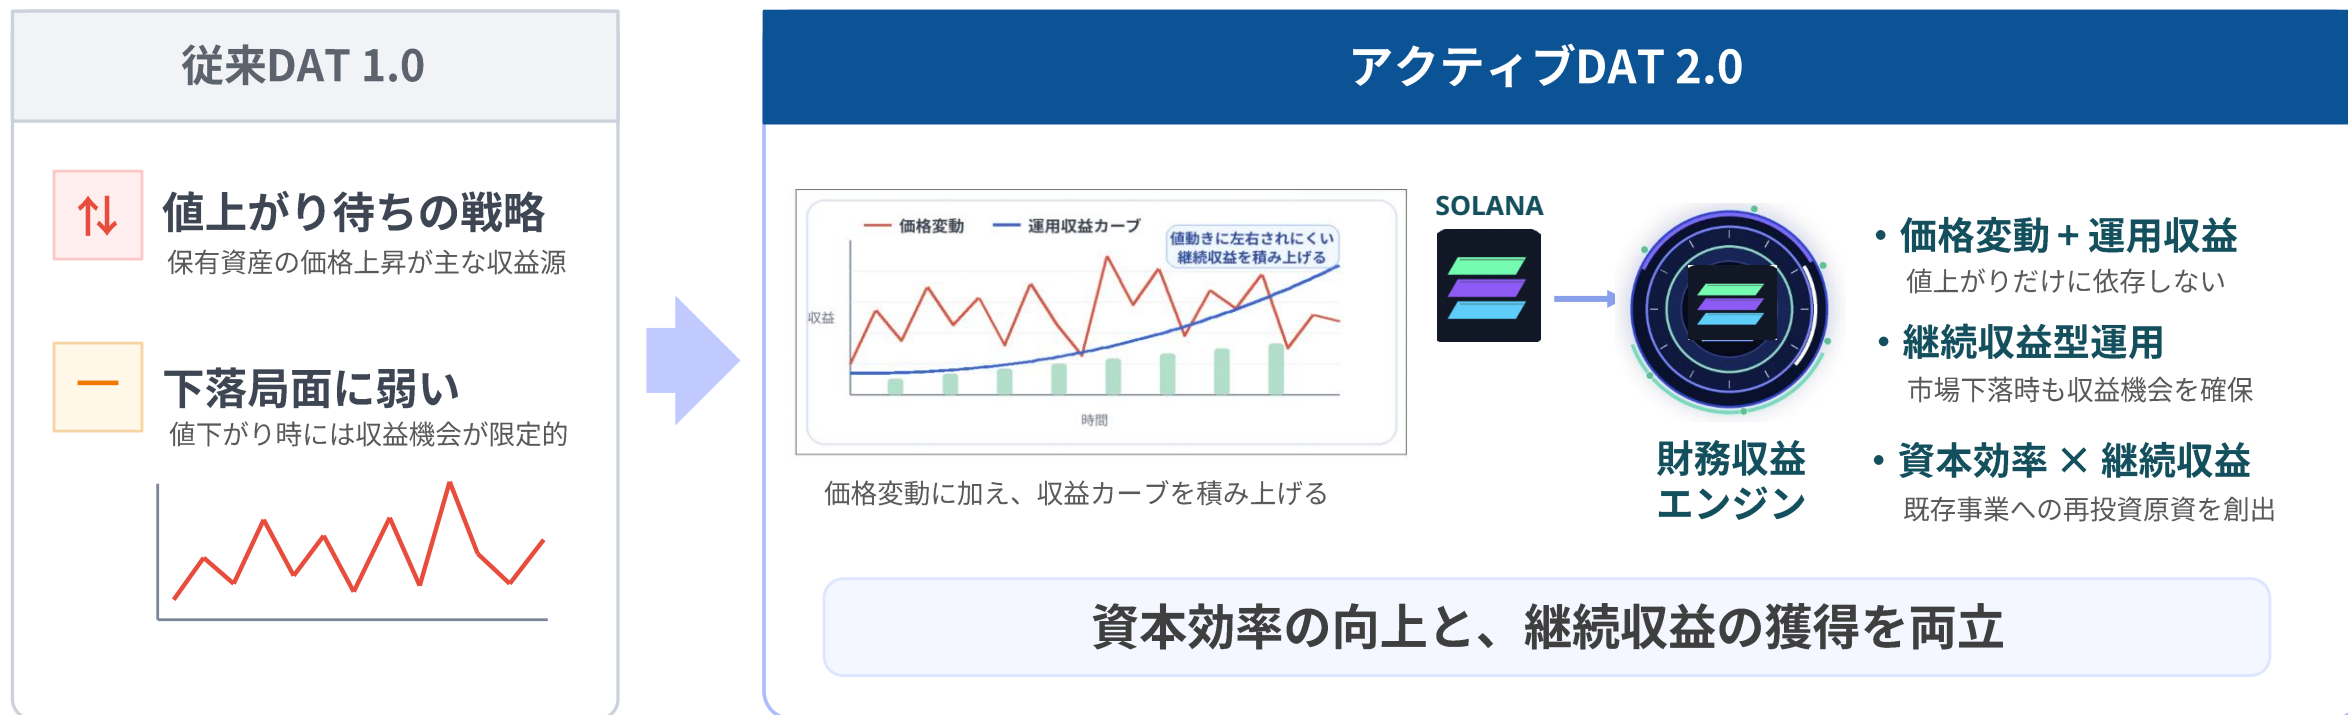 従来DAT 1.0
値上がり待ちの戦略
保有資産の価格上昇が主な収益源
下落局面に弱い
値下がり時には収益機会が限定的
アクティブDAT 2.0
価格変動
運用収益カーブ
値動きに左右されにくい
継続収益を積み上げる
収益
時間
価格変動に加え、収益カーブを積み上げる
SOLANA
財務収益
エンジン
・価格変動 + 運用収益
値上がりだけに依存しない
・継続収益型運用
市場下落時も収益機会を確保
・資本効率 × 継続収益
既存事業への再投資原資を創出
資本効率の向上と、継続収益の獲得を両立